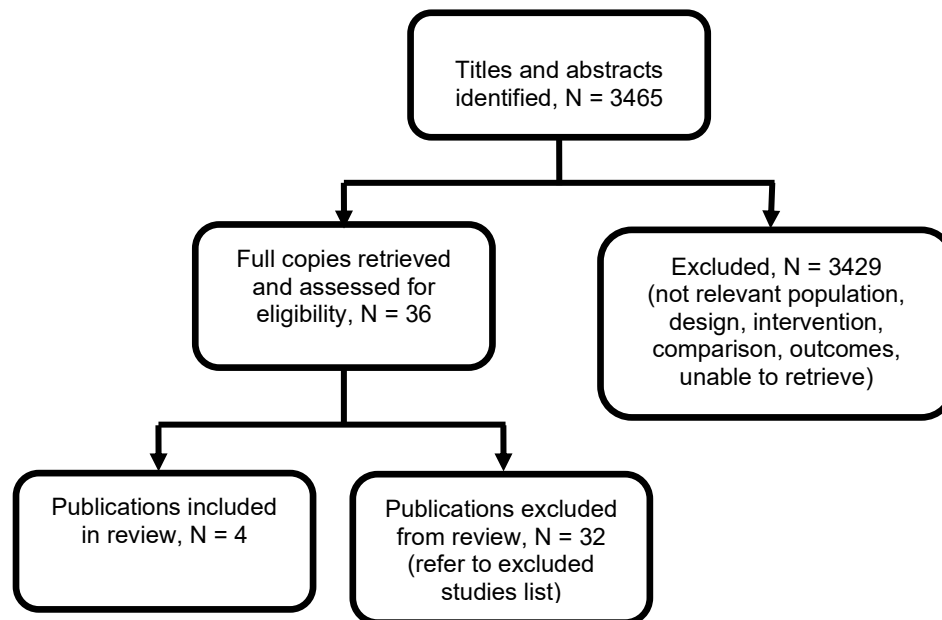 Titles and abstracts
identified, N = 3465
Full copies retrieved
and assessed for
eligibility, N = 36
Excluded, N = 3429
(not relevant population,
design, intervention,
comparison, outcomes,
unable to retrieve)
Publications included
in review, N = 4
Publications excluded
from review, N = 32
(refer to excluded
studies list)